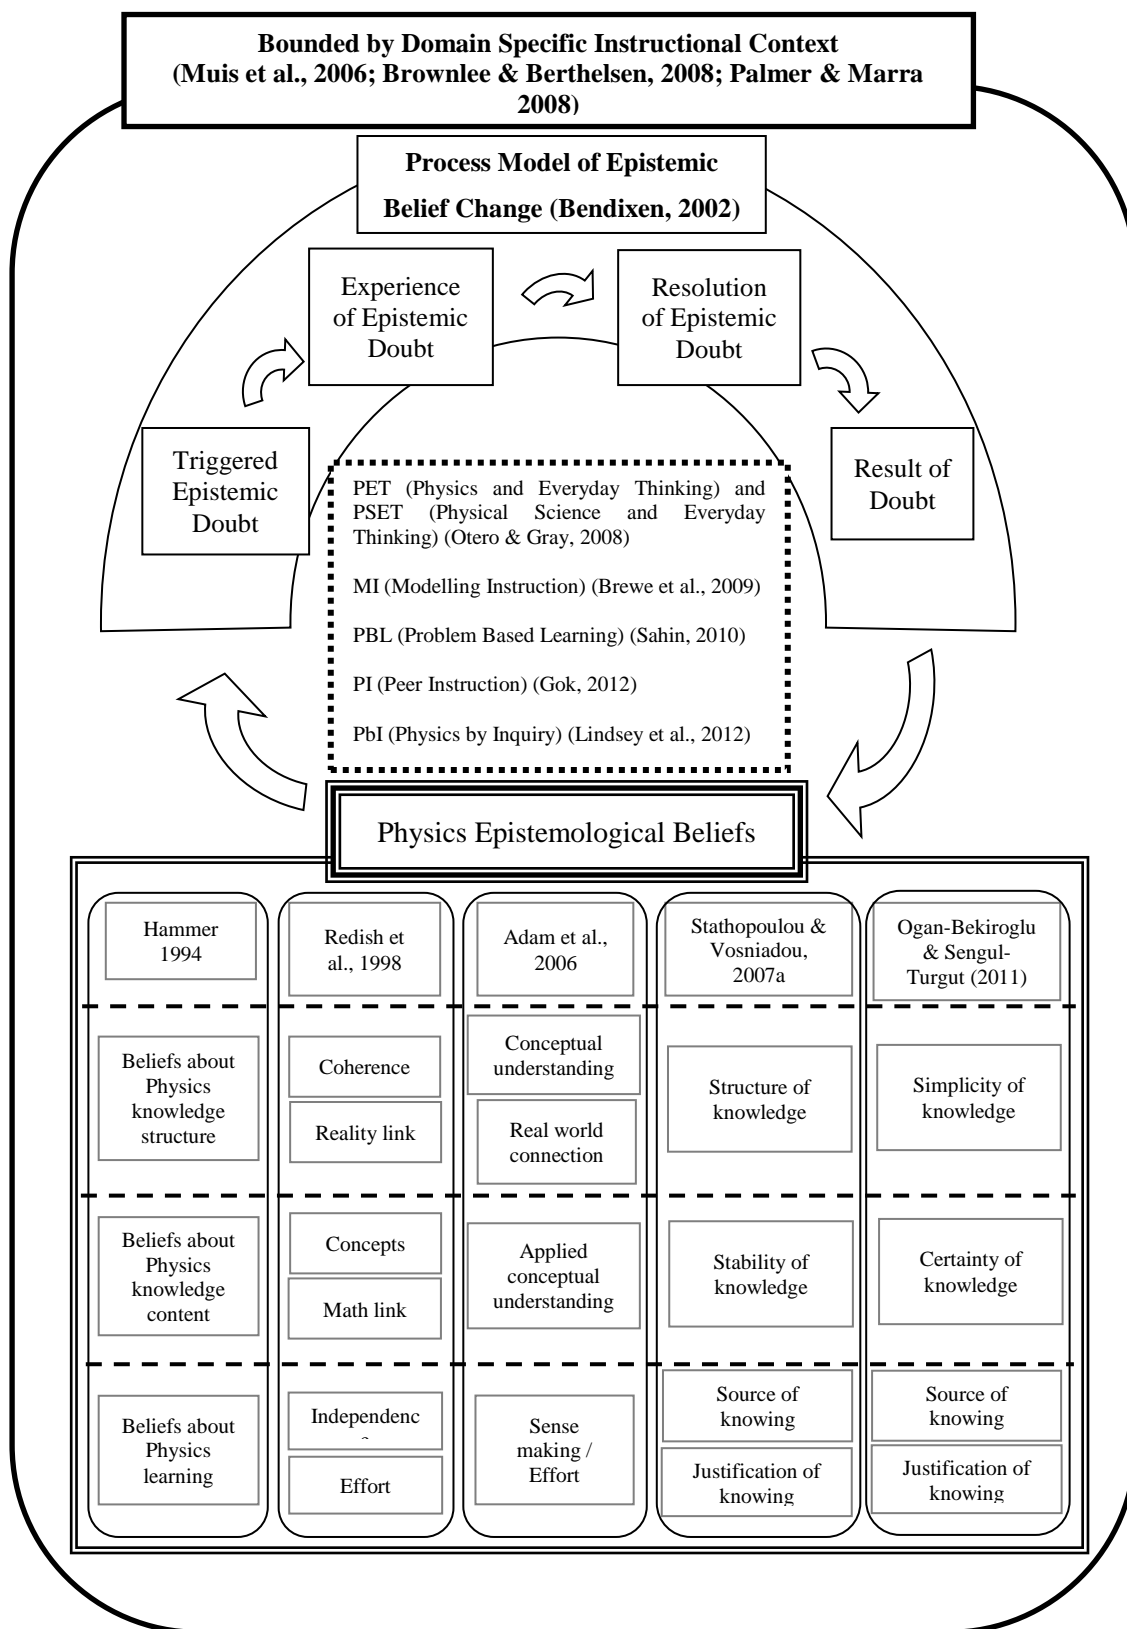 Bounded by Domain Specific Instructional Context
(Muis et al., 2006; Brownlee & Berthelsen, 2008; Palmer & Marra
2008)
Process Model of Epistemic
Belief Change (Bendixen, 2002)
Experience
of Epistemic
Doubt
Resolution
of Epistemic
Doubt
Triggered
Epistemic
Doubt
Result of
Doubt
PET (Physics and Everyday Thinking) and
PSET (Physical Science and Everyday
Thinking) (Otero & Gray, 2008)
MI (Modelling Instruction) (Brewe et al., 2009)
PBL (Problem Based Learning) (Sahin, 2010)
PI (Peer Instruction) (Gok, 2012)
PbI (Physics by Inquiry) (Lindsey et al., 2012)
Physics Epistemological Beliefs
Hammer
1994
Redish et
al., 1998
Adam et al.,
2006
Stathopoulou &
Vosniadou,
2007a
Ogan-Bekiroglu
& Sengul-
Turgut (2011)
Beliefs about
Physics
knowledge
structure
Coherence
Reality link
Conceptual
understanding
Real world
connection
Structure of
knowledge
Simplicity of
knowledge
Beliefs about
Physics
knowledge
content
Concepts
Math link
Applied
conceptual
understanding
Stability of
knowledge
Certainty of
knowledge
Beliefs about
Physics
learning
Independenc
Effort
Sense
making /
Effort
Source of
knowing
Justification of
knowing
Source of
knowing
Justification of
knowing